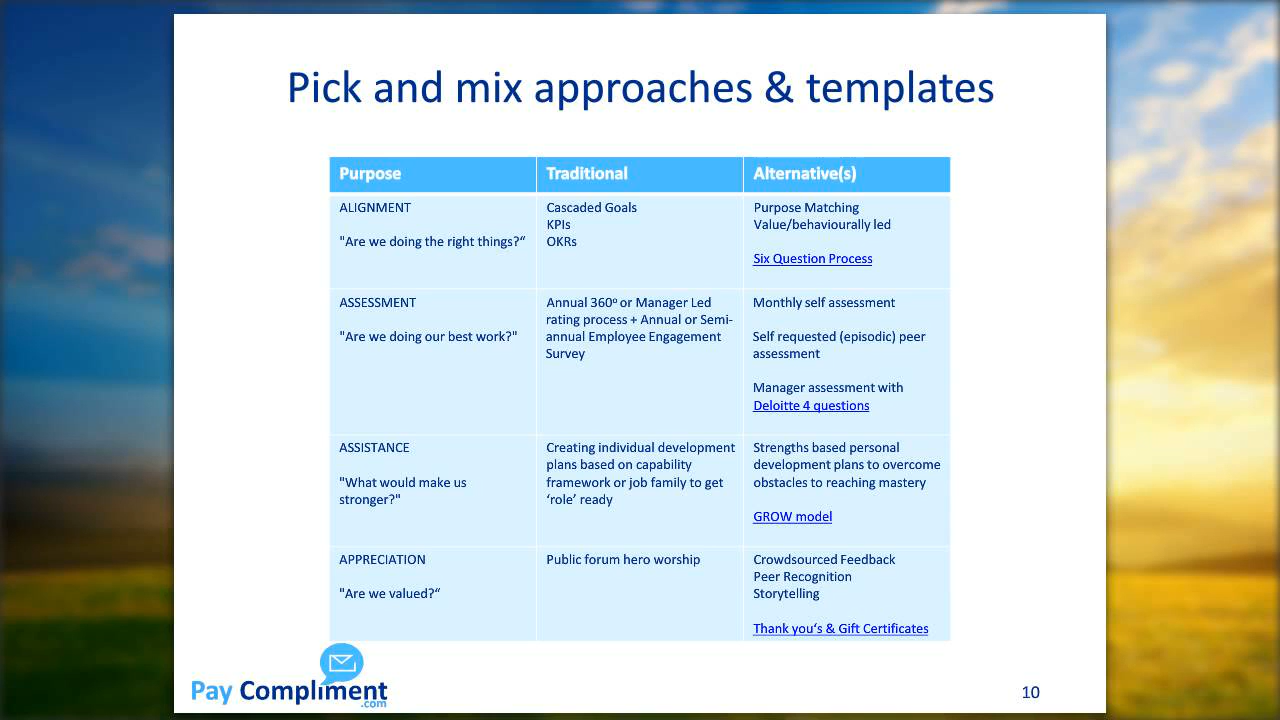 Pick and mix approaches & templates
Purpose
Traditional
Alternative(s)
ALIGNMENT
"Are we doing the right things?“
Cascaded Goals
KPIs
OKRs
Purpose Matching
Value/behaviourally led
Six Question Process
ASSESSMENT
"Are we doing our best work?"
Annual 360º or Manager Led
rating process + Annual or Semi-
annual Employee Engagement
Survey
Monthly self assessment
Self requested (episodic) peer
assessment
Manager assessment with
Deloitte 4 questions
ASSISTANCE
"What would make us
stronger?"
Creating individual development
plans based on capability
framework or job family to get
‘role’ ready
Strengths based personal
development plans to overcome
obstacles to reaching mastery
GROW model
APPRECIATION
"Are we valued?“
Public forum hero worship
Crowdsourced Feedback
Peer Recognition
Storytelling
Thank you‘s & Gift Certificates
Pay Compliment
.com
10